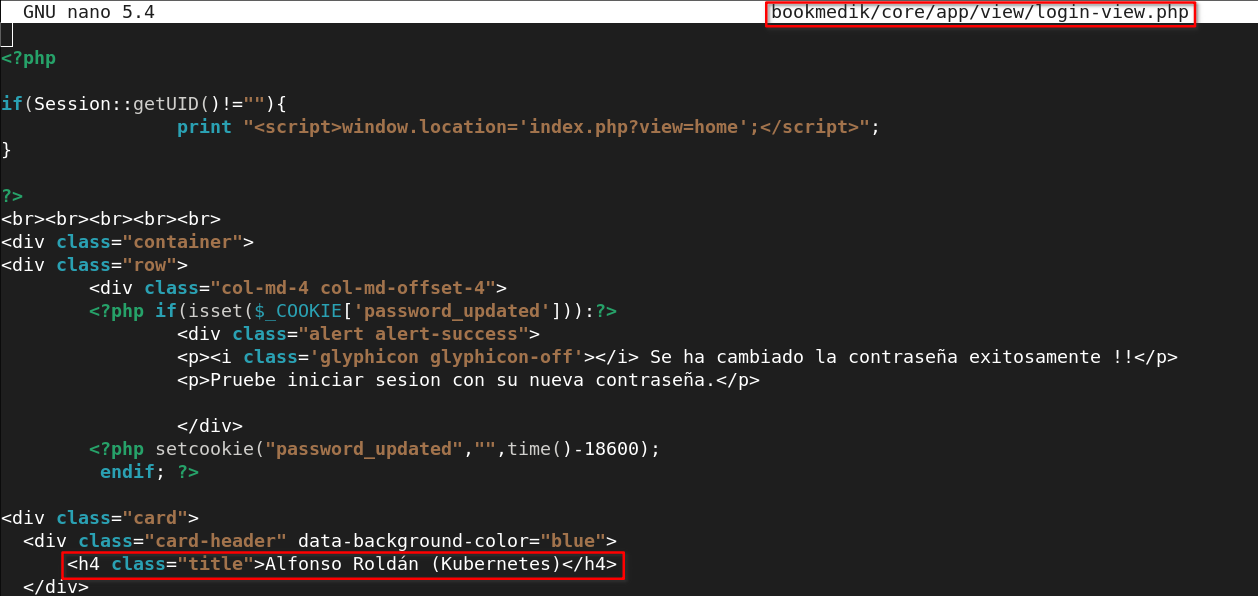 GNU nano 5.4 bookmedik/core/app/view/login-view.php
<?php
if(Session::getUID()!=""){
print "<script>window.location='index.php?view=home';</script>";
}
?>
<br><br><br><br><br>
<div class="container">
<div class="row">
<div class="col-md-4 col-md-offset-4">
<?php if(isset($_COOKIE['password_updated'])):?>
<div class="alert alert-success">
<p><i class='glyphicon glyphicon-off'></i> Se ha cambiado la contraseña exitosamente !!</p>
<p>Pruebe iniciar sesion con su nueva contraseña.</p>
</div>
<?php setcookie("password_updated","",time()-18600);
endif; ?>
<div class="card">
<div class="card-header" data-background-color="blue">
<h4 class="title">Alfonso Roldán (Kubernetes)</h4>
</div>